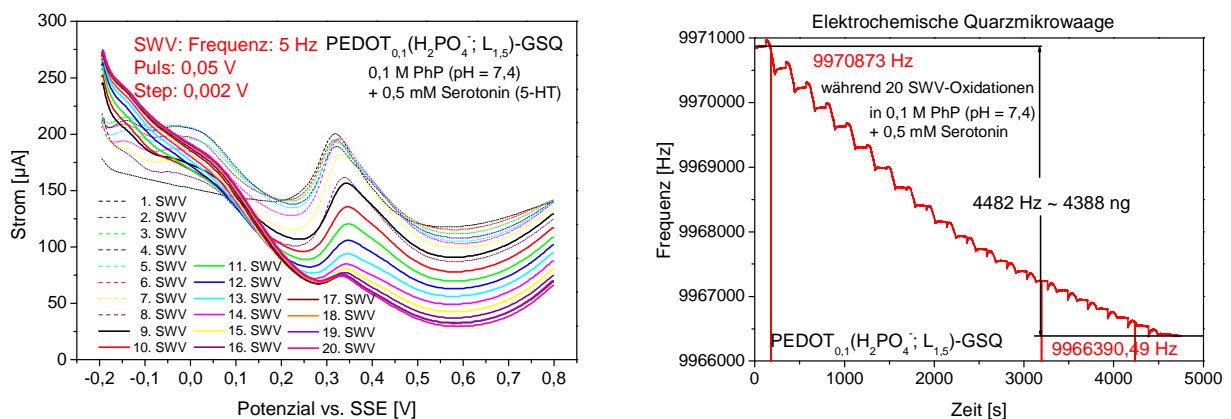 SWV: Frequenz: 5 Hz
Puls: 0,05 V
Step: 0,002 V
PEDOT0,1(H2PO4-; L1,5)-GSQ
0,1 M PhP (pH = 7,4)
+ 0,5 mM Serotonin (5-HT)
Strom [µA]
300
250
200
150
100
50
0
1. SWV
2. SWV
3. SWV
4. SWV
5. SWV
6. SWV
7. SWV
8. SWV
9. SWV
10. SWV
11. SWV
12. SWV
13. SWV
14. SWV
15. SWV
16. SWV
17. SWV
18. SWV
19. SWV
20. SWV
-0,2 -0,1 0,0 0,1 0,2 0,3 0,4 0,5 0,6 0,7 0,8
Potenzial vs. SSE [V]
Elektrochemische Quarzmikrowaage
9970873 Hz
während 20 SWV-Oxidationen
in 0,1 M PhP (pH = 7,4)
+ 0,5 mM Serotonin
4482 Hz ~ 4388 ng
PEDOT0,1(H2PO4-; L1,5)-GSQ
9966390,49 Hz
Frequenz [Hz]
9971000
9970000
9969000
9968000
9967000
9966000
0 1000 2000 3000 4000 5000
Zeit [s]